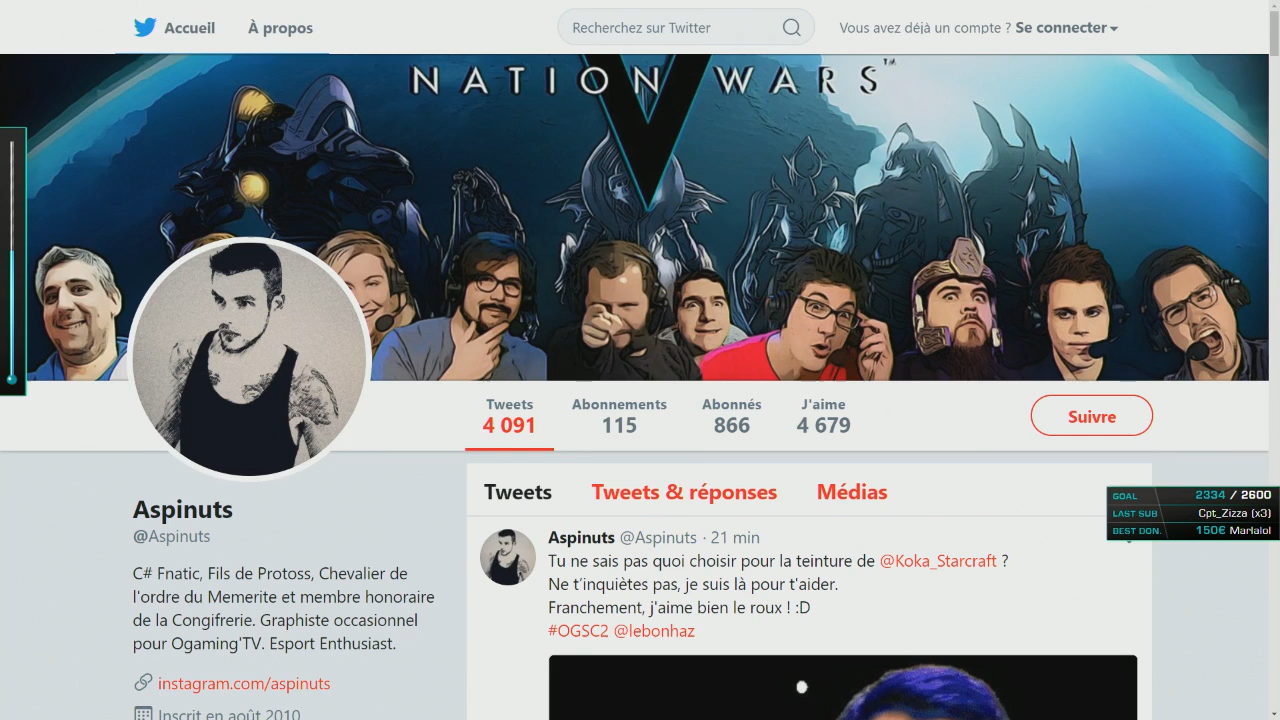 Accueil
À propos
Recherchez sur Twitter
Vous avez déjà un compte ? Se connecter
NATION WARS™
V
Tweets
4 091
Abonnements
115
Abonnés
866
J'aime
4 679
Suivre
Aspinuts
@Aspinuts
C# Fnatic, Fils de Protoss, Chevalier de
l'ordre du Memerite et membre honoraire
de la Congifrerie. Graphiste occasionnel
pour Ogaming'TV. Esport Enthusiast.
instagram.com/aspinuts
Inscrit en août 2010
Tweets
Tweets & réponses
Médias
Aspinuts @Aspinuts · 21 min
Tu ne sais pas quoi choisir pour la teinture de @Koka_Starcraft ?
Ne t'inquiètes pas, je suis là pour t'aider.
Franchement, j'aime bien le roux ! :D
#OGSC2 @lebonhaz
GOAL 2334 / 2600
LAST SUB Cpt_Zizza (x3)
BEST DON. 150€ Marlalol